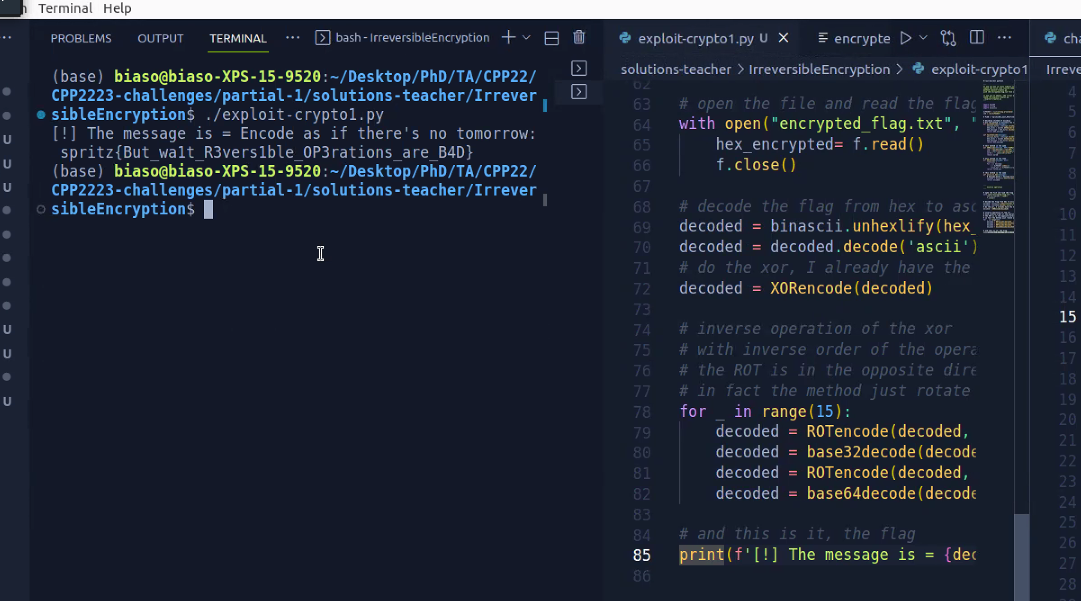 Terminal Help
PROBLEMS OUTPUT TERMINAL ··· bash - IrreversibleEncryption
(base) biaso@biaso-XPS-15-9520:~/Desktop/PhD/TA/CPP22/
CPP2223-challenges/partial-1/solutions-teacher/Irrever
sibleEncryption$ ./exploit-crypto1.py
[!] The message is = Encode as if there's no tomorrow:
spritz{But_wa1t_R3vers1ble_OP3rations_are_B4D}
(base) biaso@biaso-XPS-15-9520:~/Desktop/PhD/TA/CPP22/
CPP2223-challenges/partial-1/solutions-teacher/Irrever
sibleEncryption$
U
U
U
U
U
U
exploit-crypto1.py U encrypte ···
solutions-teacher > IrreversibleEncryption > exploit-crypto1
62
63 # open the file and read the flag
64 with open("encrypted_flag.txt", "
65 hex_encrypted= f.read()
66 f.close()
67
68 # decode the flag from hex to asc
69 decoded = binascii.unhexlify(hex_
70 decoded = decoded.decode('ascii')
71 # do the xor, I already have the
72 decoded = XORencode(decoded)
73
74 # inverse operation of the xor
75 # with inverse order of the opera
76 # the ROT is in the opposite dire
77 # in fact the method just rotate
78 for _ in range(15):
79 decoded = ROTencode(decoded,
80 decoded = base32decode(decode
81 decoded = ROTencode(decoded,
82 decoded = base64decode(decode
83
84 # and this is it, the flag
85 print(f'[!] The message is = {dec
86
cha
Irreve
4
5
6
7
8
9
10
11
12
13
14
15
16
17
18
19
20
21
22
23
24
25
26
27
28